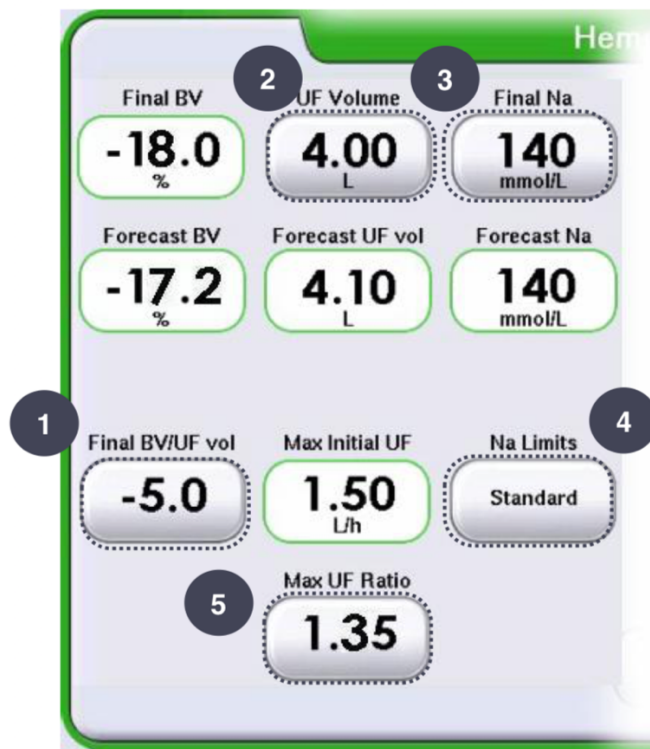 Hem
2 3
Final BV UF Volume Final Na
-18.0 4.00 140
% L mmol/L
Forecast BV Forecast UF vol Forecast Na
-17.2 4.10 140
% L mmol/L
1 4
Final BV/UF vol Max Initial UF Na Limits
-5.0 1.50 Standard
L/h
5 Max UF Ratio
1.35